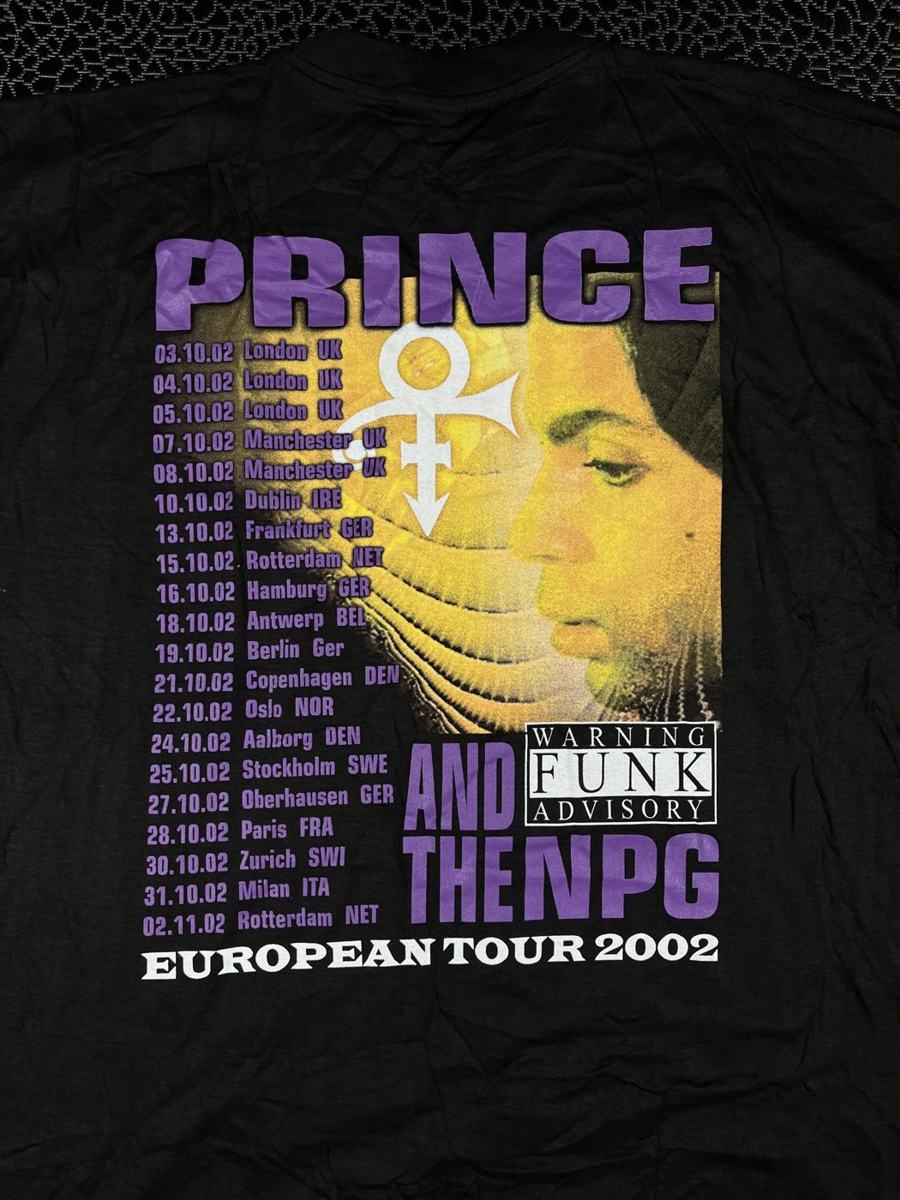 PRINCE
03.10.02 London UK
04.10.02 London UK
05.10.02 London UK
07.10.02 Manchester UK
08.10.02 Manchester UK
10.10.02 Dublin IRE
13.10.02 Frankfurt GER
15.10.02 Rotterdam NET
16.10.02 Hamburg GER
18.10.02 Antwerp BEL
19.10.02 Berlin Ger
21.10.02 Copenhagen DEN
22.10.02 Oslo NOR
24.10.02 Aalborg DEN
25.10.02 Stockholm SWE
27.10.02 Oberhausen GER
28.10.02 Paris FRA
30.10.02 Zurich SWI
31.10.02 Milan ITA
02.11.02 Rotterdam NET
AND
THE NPG
WARNING
FUNK
ADVISORY
EUROPEAN TOUR 2002